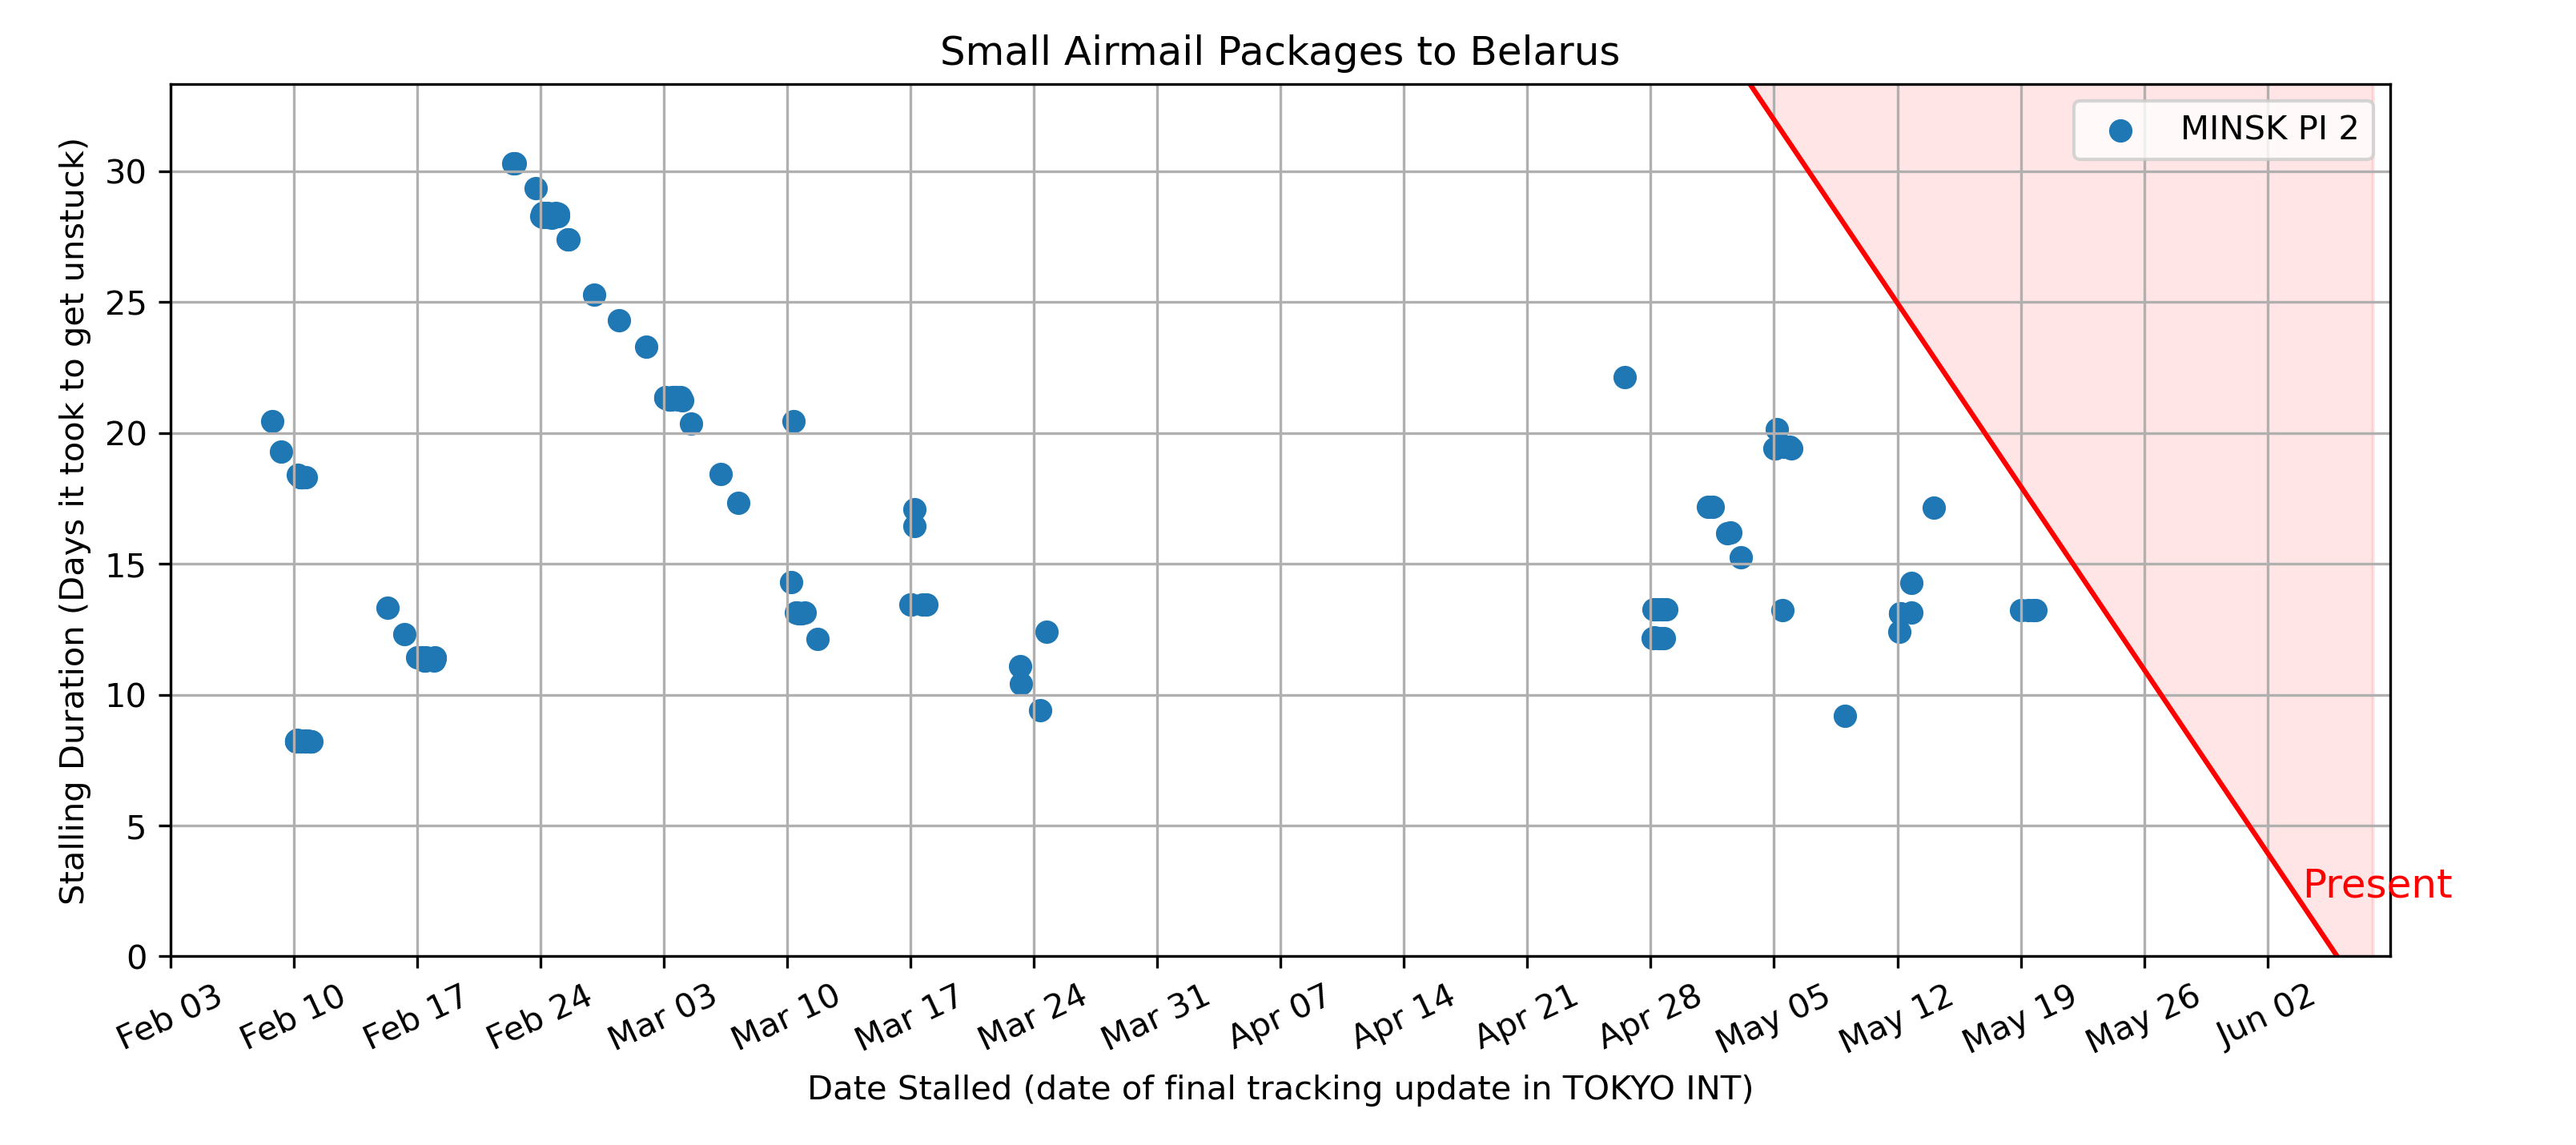 Small Airmail Packages to Belarus
MINSK PI 2
Stalling Duration (Days it took to get unstuck)
30
25
20
15
10
5
0
Present
Feb 03 Feb 10 Feb 17 Feb 24 Mar 03 Mar 10 Mar 17 Mar 24 Mar 31 Apr 07 Apr 14 Apr 21 Apr 28 May 05 May 12 May 19 May 26 Jun 02
Date Stalled (date of final tracking update in TOKYO INT)